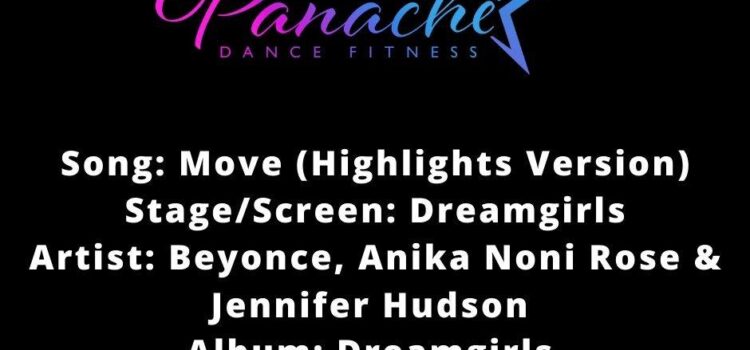 Panache
DANCE FITNESS
Song: Move (Highlights Version)
Stage/Screen: Dreamgirls
Artist: Beyonce, Anika Noni Rose &
Jennifer Hudson
Album: Dreamgirls